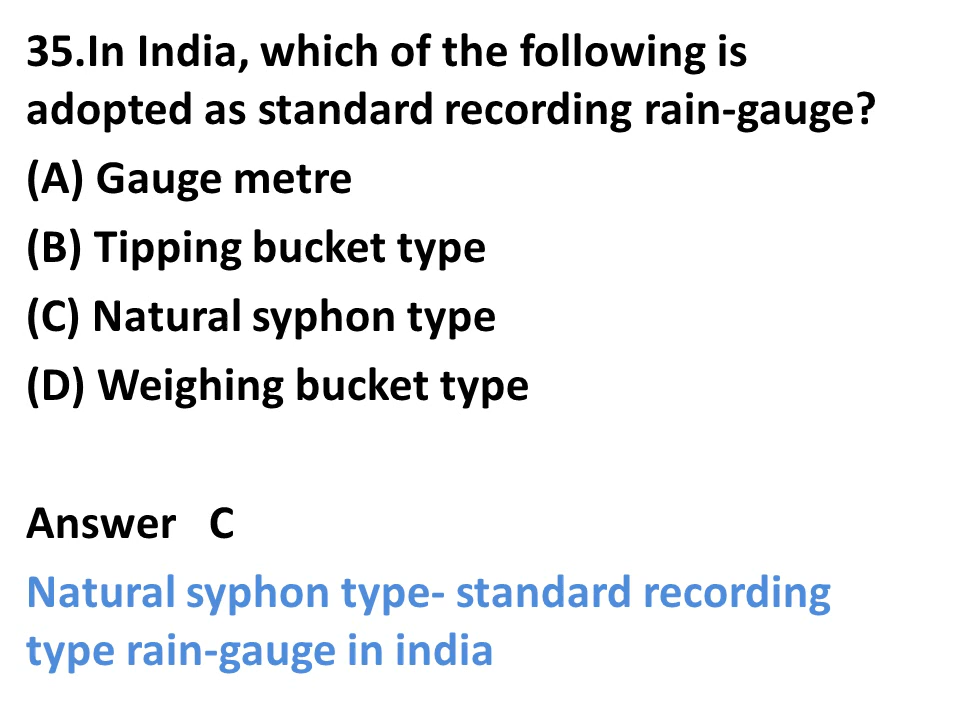 35.In India, which of the following is
adopted as standard recording rain-gauge?
(A) Gauge metre
(B) Tipping bucket type
(C) Natural syphon type
(D) Weighing bucket type
Answer   C
Natural syphon type- standard recording
type rain-gauge in india